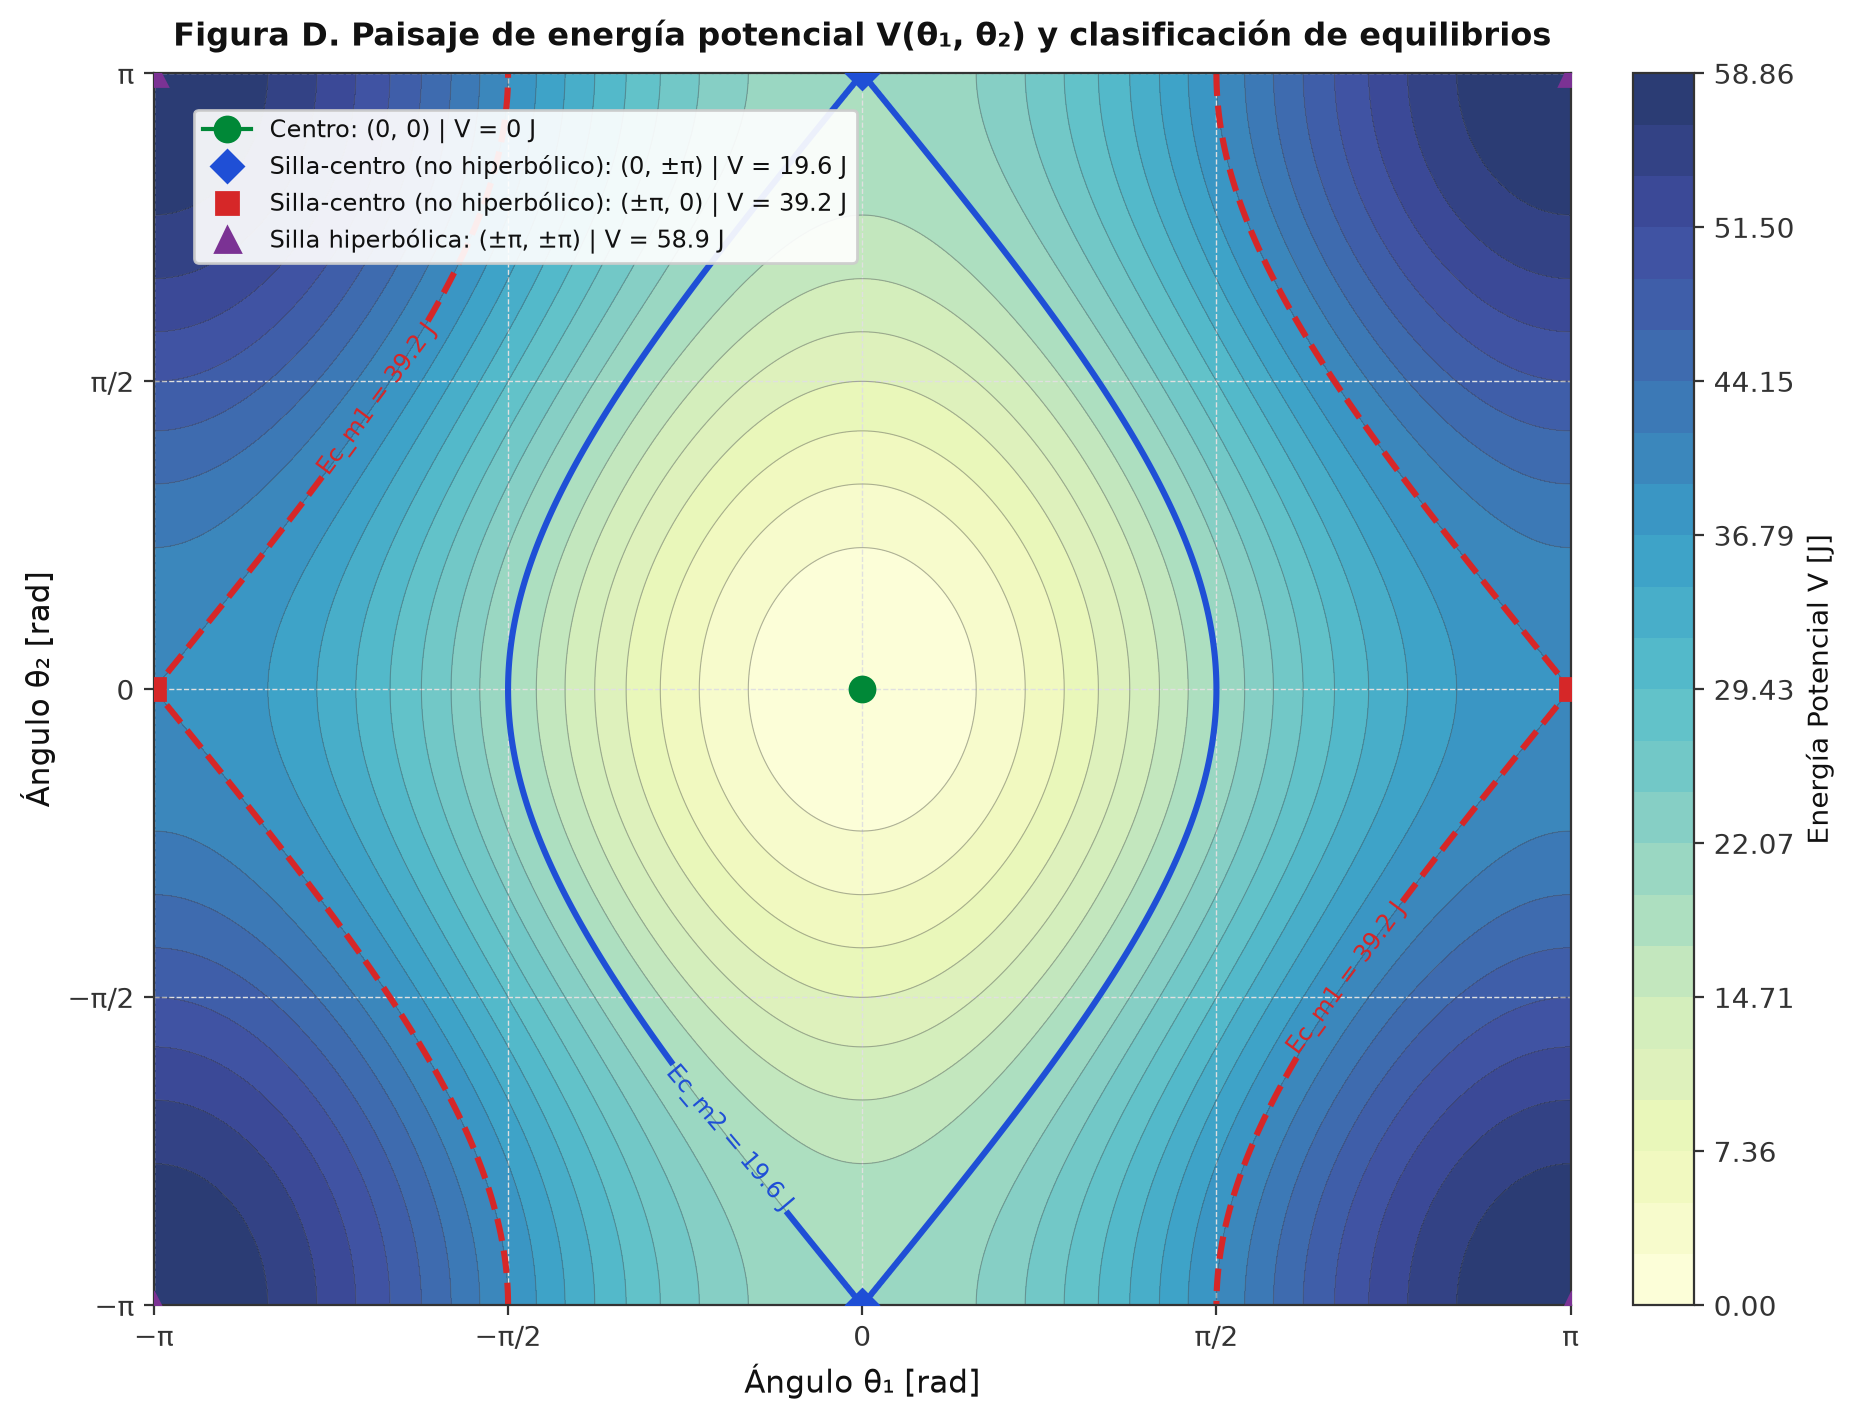 Figura D. Paisaje de energía potencial V(θ₁, θ₂) y clasificación de equilibrios
Centro: (0, 0) | V = 0 J
Silla-centro (no hiperbólico): (0, ±π) | V = 19.6 J
Silla-centro (no hiperbólico): (±π, 0) | V = 39.2 J
Silla hiperbólica: (±π, ±π) | V = 58.9 J
Ec_m1 = 39.2 J
Ec_m1 = 39.2 J
Ec_m2 = 19.6 J
π
π/2
0
−π/2
−π
Ángulo θ₂ [rad]
−π
−π/2
0
π/2
π
Ángulo θ₁ [rad]
58.86
51.50
44.15
36.79
29.43
22.07
14.71
7.36
0.00
Energía Potencial V [J]